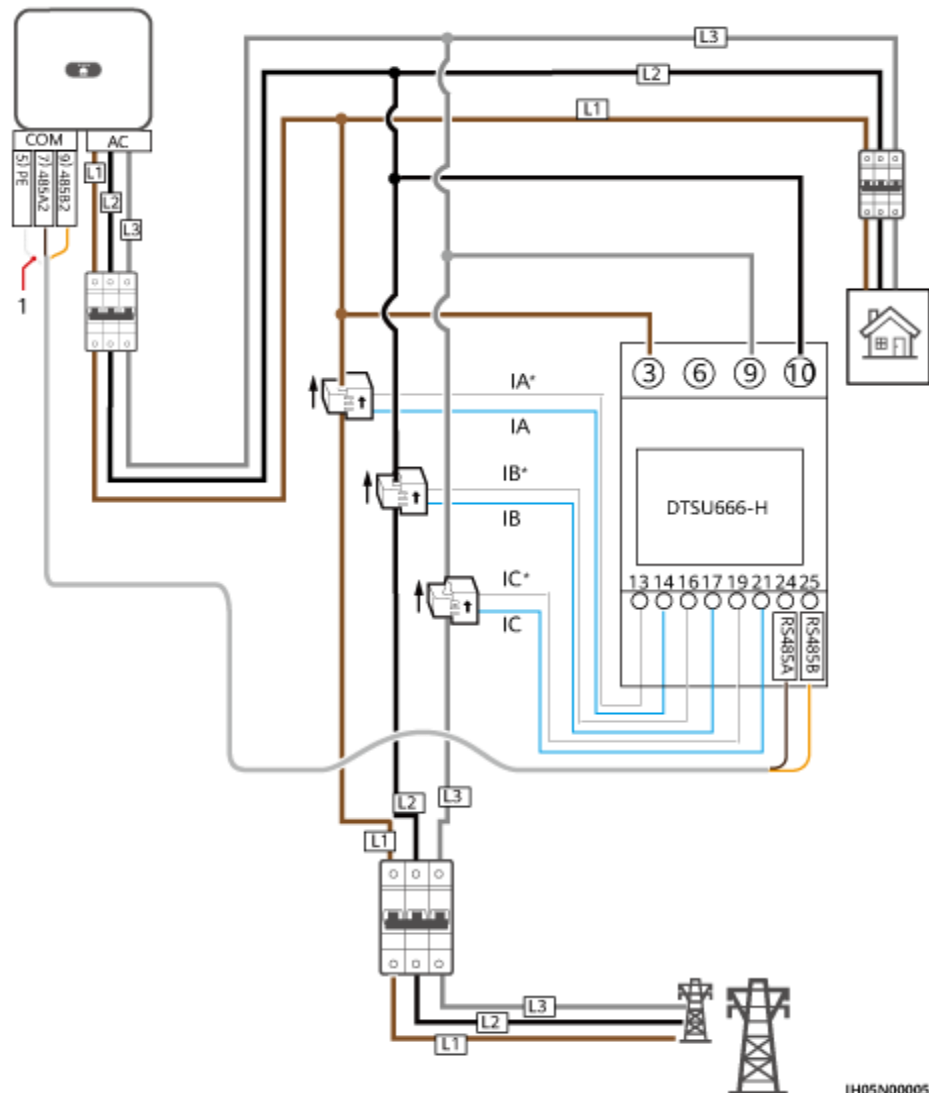 L3
L2
L1
COM
AC
5) PE
7) 485A2
9) 485B2
L1
L2
L3
1
3
6
9
10
IA*
IA
IB*
IB
IC*
IC
DTSU666-H
13 14 16 17 19 21 24 25
RS485A
RS485B
L2
L3
L1
L3
L2
L1
IH05N00005